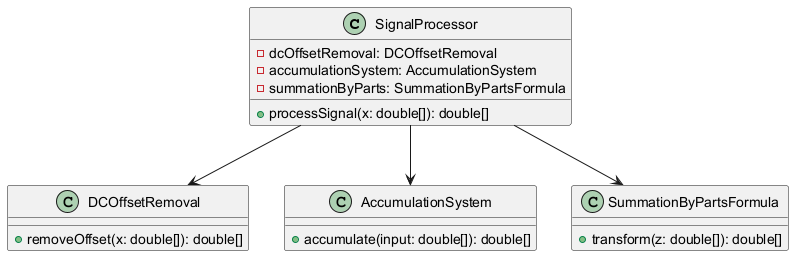 C SignalProcessor
dcOffsetRemoval: DCOffsetRemoval
accumulationSystem: AccumulationSystem
summationByParts: SummationByPartsFormula
processSignal(x: double[]): double[]
C DCOffsetRemoval
removeOffset(x: double[]): double[]
C AccumulationSystem
accumulate(input: double[]): double[]
C SummationByPartsFormula
transform(z: double[]): double[]